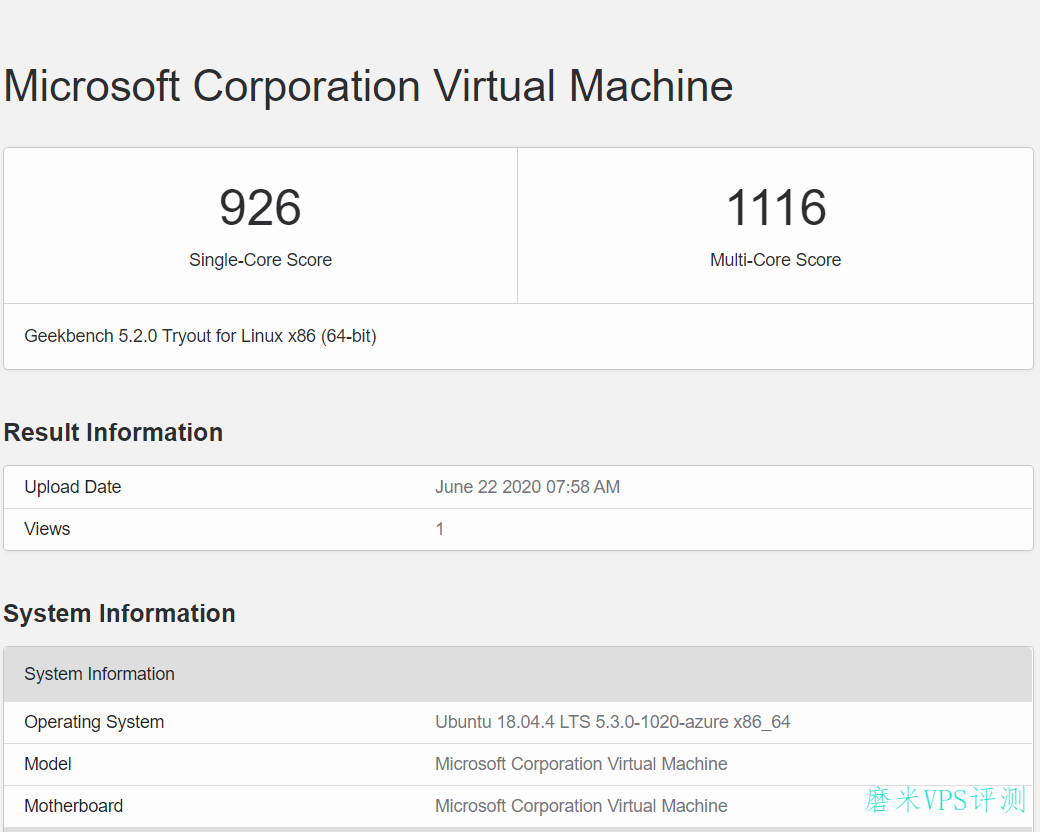 Microsoft Corporation Virtual Machine
926 1116
Single-Core Score Multi-Core Score
Geekbench 5.2.0 Tryout for Linux x86 (64-bit)
Result Information
Upload Date June 22 2020 07:58 AM
Views 1
System Information
System Information
Operating System Ubuntu 18.04.4 LTS 5.3.0-1020-azure x86_64
Model Microsoft Corporation Virtual Machine
Motherboard Microsoft Corporation Virtual Machine
磨米VPS评测